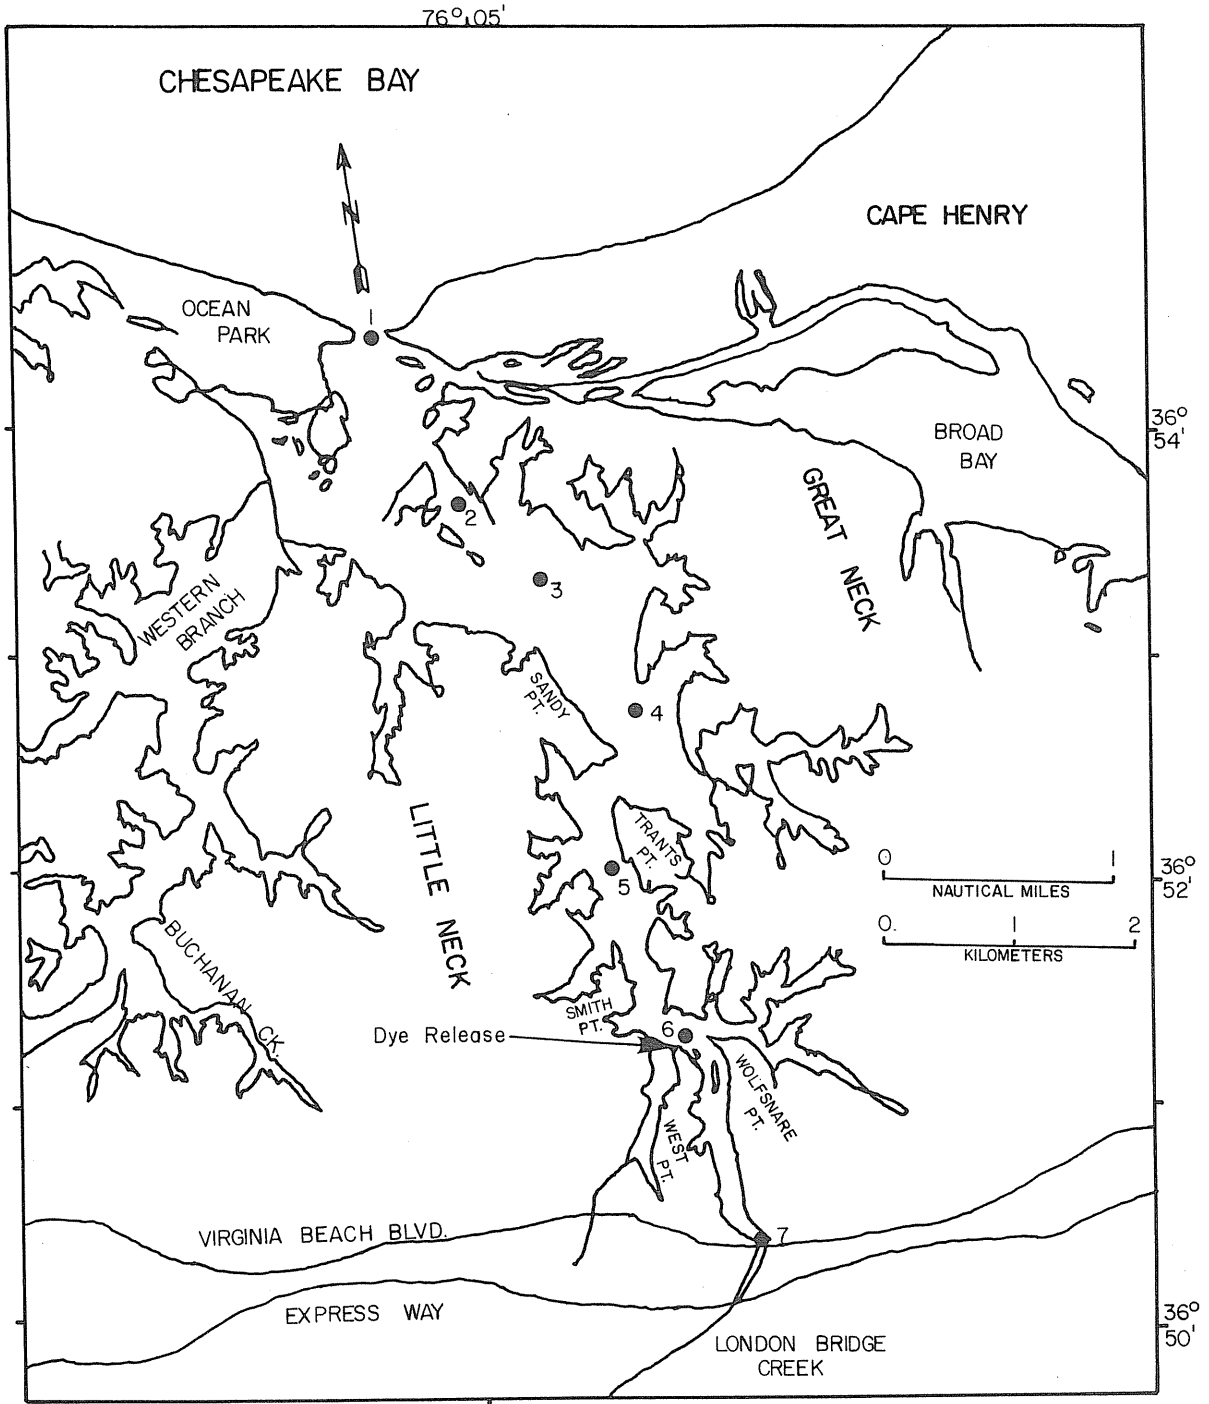 76° 05'
CHESAPEAKE BAY
N
CAPE HENRY
OCEAN
PARK
1
36°
54'
BROAD
BAY
GREAT NECK
2
3
WESTERN
BRANCH
SANDY
PT.
4
LITTLE NECK
TRANTS
PT.
5
0 1
NAUTICAL MILES
36°
52'
0. 1 2
KILOMETERS
BUCHANAN CK.
SMITH
PT.
6
Dye Release
WOLFSNARE
PT.
WEST
PT.
VIRGINIA BEACH BLVD.
7
EXPRESS WAY
36°
50'
LONDON BRIDGE
CREEK